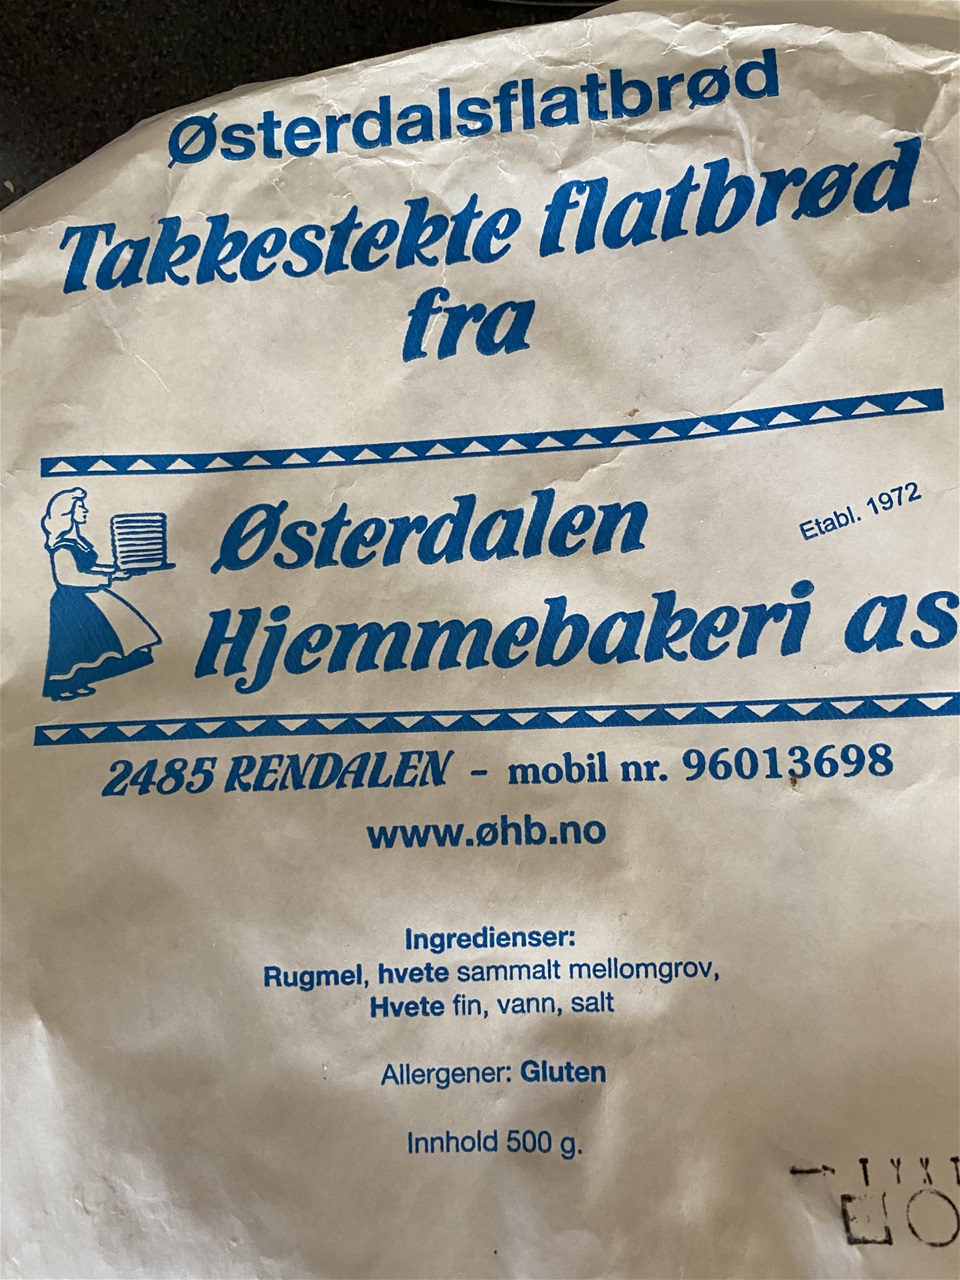 Østerdalsflatbrød
Takkestekte flatbrød
fra
Etabl. 1972
Østerdalen
Hjemmebakeri as
2485 RENDALEN - mobil nr. 96013698
www.øhb.no
Ingredienser:
Rugmel, hvete sammalt mellomgrov,
Hvete fin, vann, salt
Allergener: Gluten
Innhold 500 g.